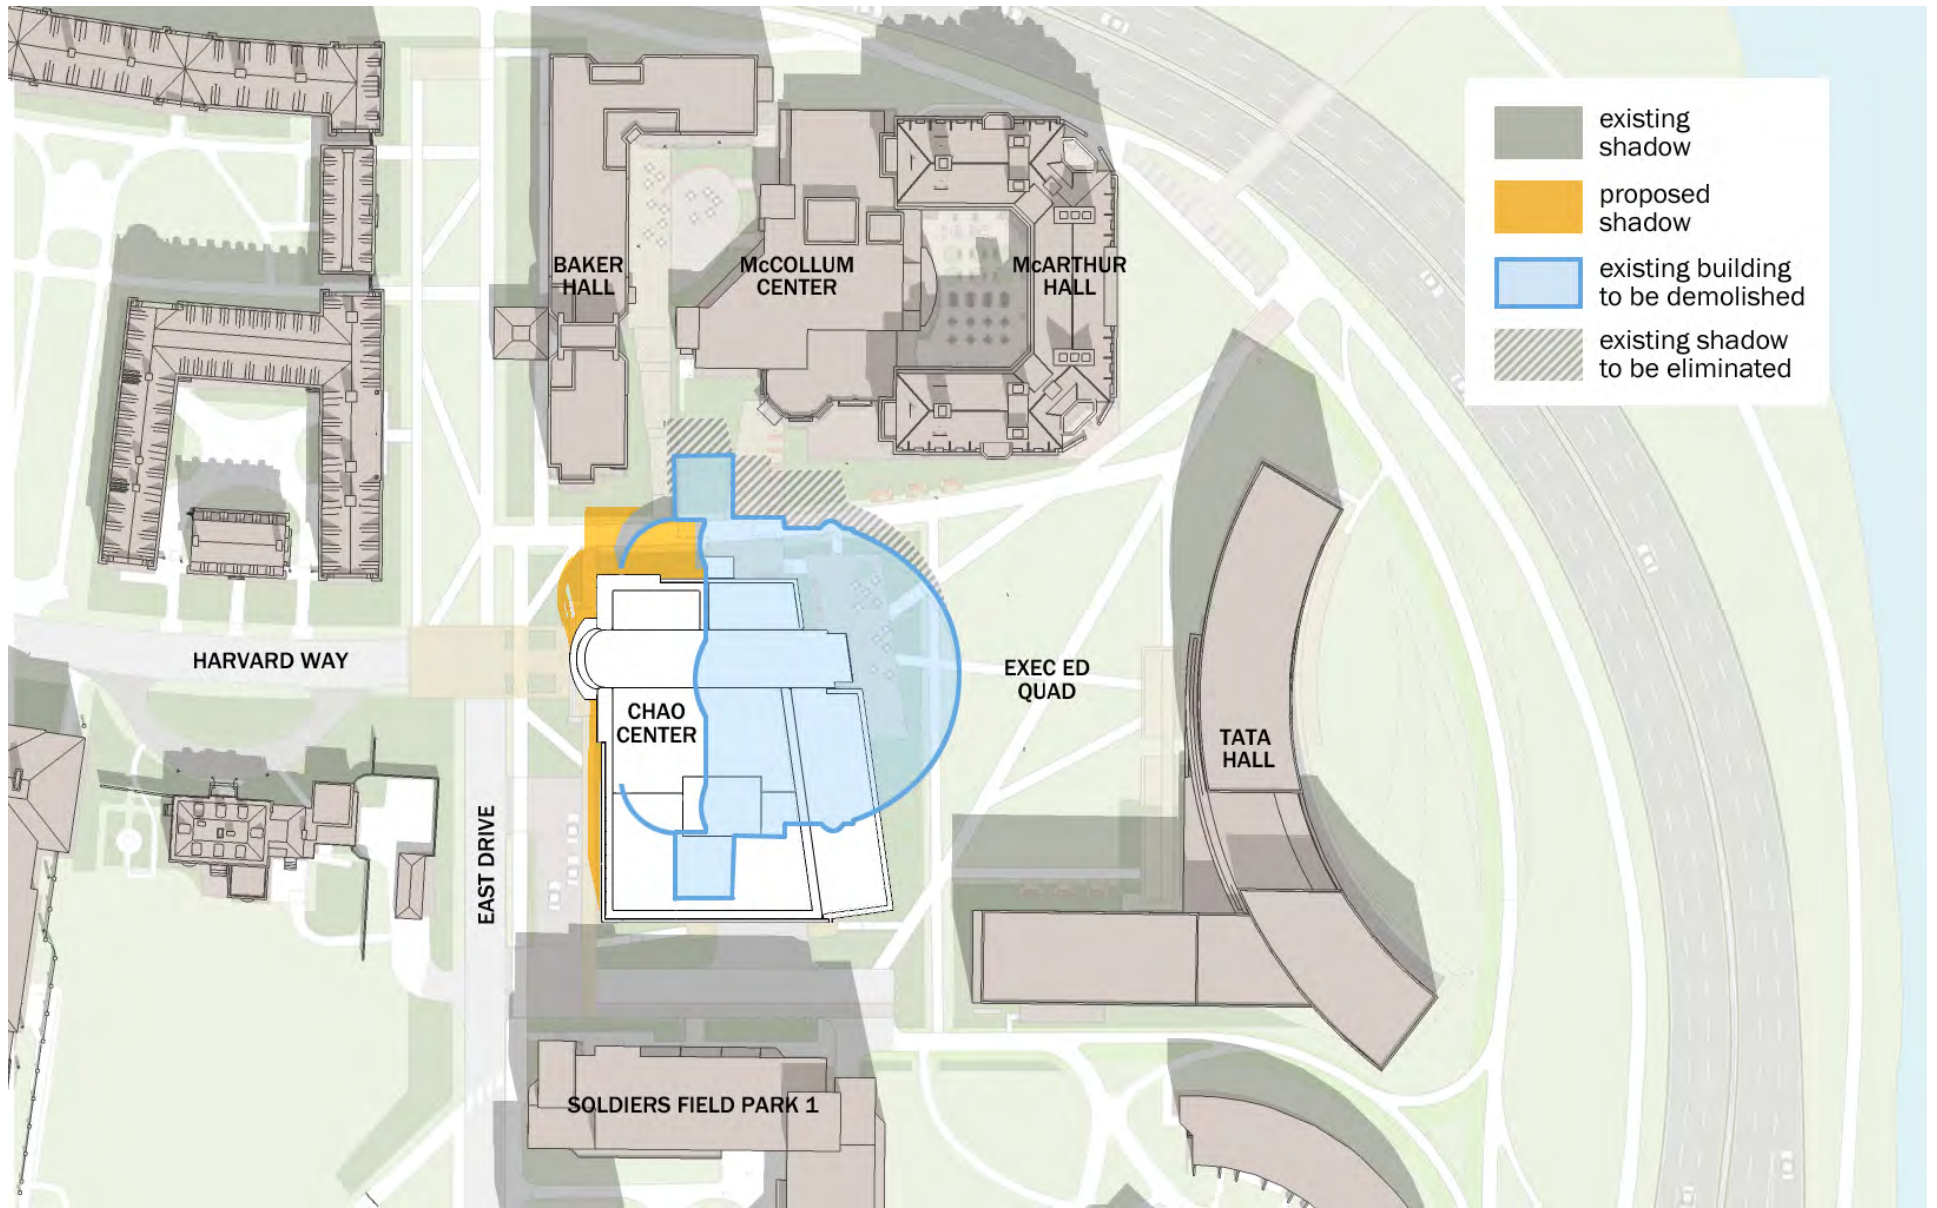 existing
shadow
proposed
shadow
existing building
to be demolished
existing shadow
to be eliminated
BAKER
HALL
McCOLLUM
CENTER
McARTHUR
HALL
HARVARD WAY
EXEC ED
QUAD
CHAO
CENTER
TATA
HALL
EAST DRIVE
SOLDIERS FIELD PARK 1